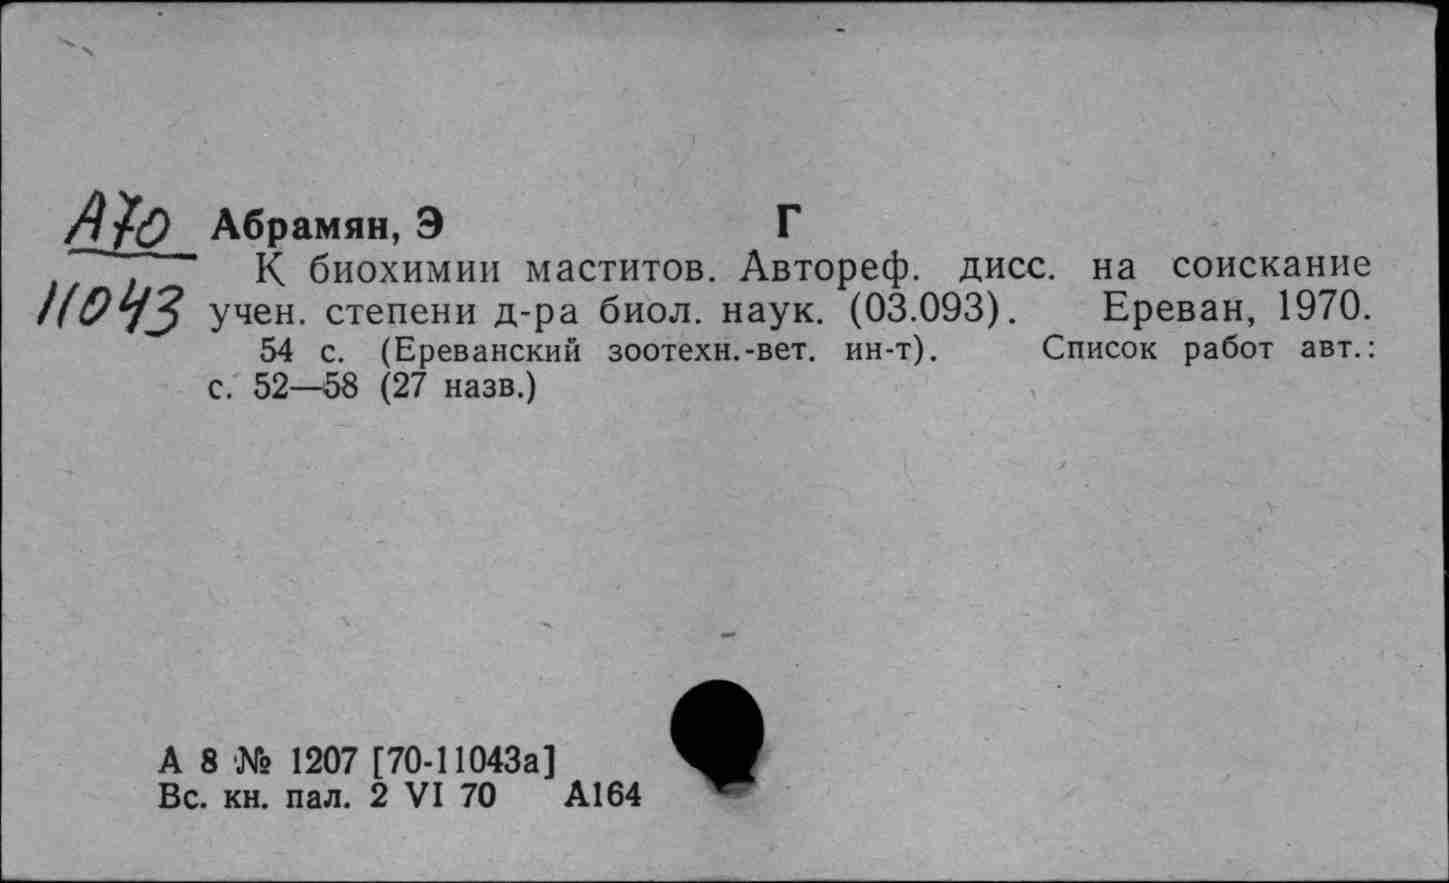 А70 Абрамян, Э Г
11043
К биохимии маститов. Автореф. дисс. на соискание
учен. степени д-ра биол. наук. (03.093). Ереван, 1970.
54 с. (Ереванский зоотехн.-вет. ин-т). Список работ авт.:
с. 52—58 (27 назв.)
А 8 № 1207 [70-11043а]
Вс. кн. пал. 2 VI 70 А164